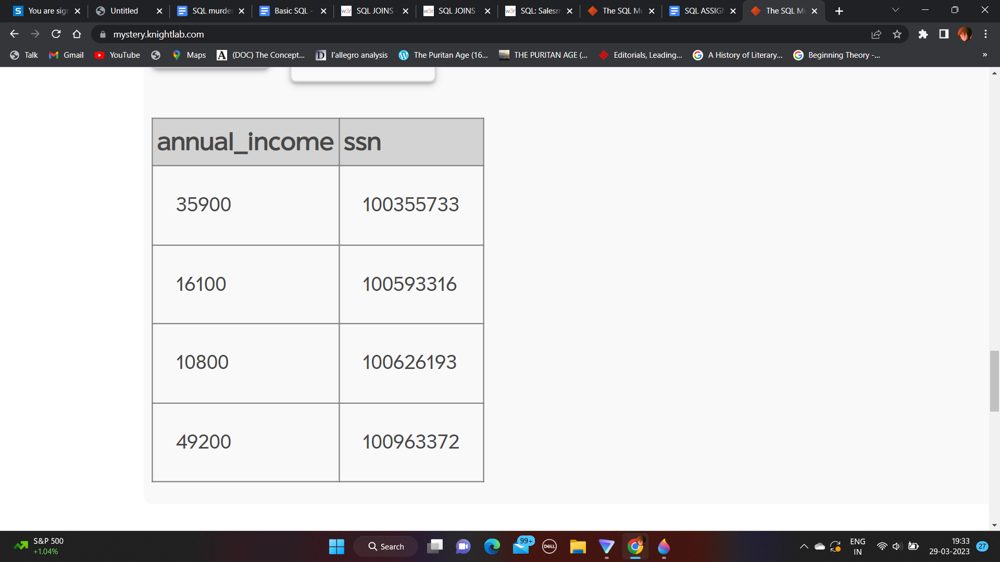 You are sign Untitled SQL murder Basic SQL - SQL JOINS SQL JOINS SQL: Salesm The SQL Mu SQL ASSIGN The SQL Mu
mystery.knightlab.com
Talk Gmail YouTube Maps (DOC) The Concept... l'allegro analysis The Puritan Age (16... THE PURITAN AGE (... Editorials, Leading... A History of Literary... Beginning Theory -... »
annual_income ssn
35900 100355733
16100 100593316
10800 100626193
49200 100963372
S&P 500
+1.04%
Search
99+
DELL
ENG
IN
19:33
29-03-2023
27